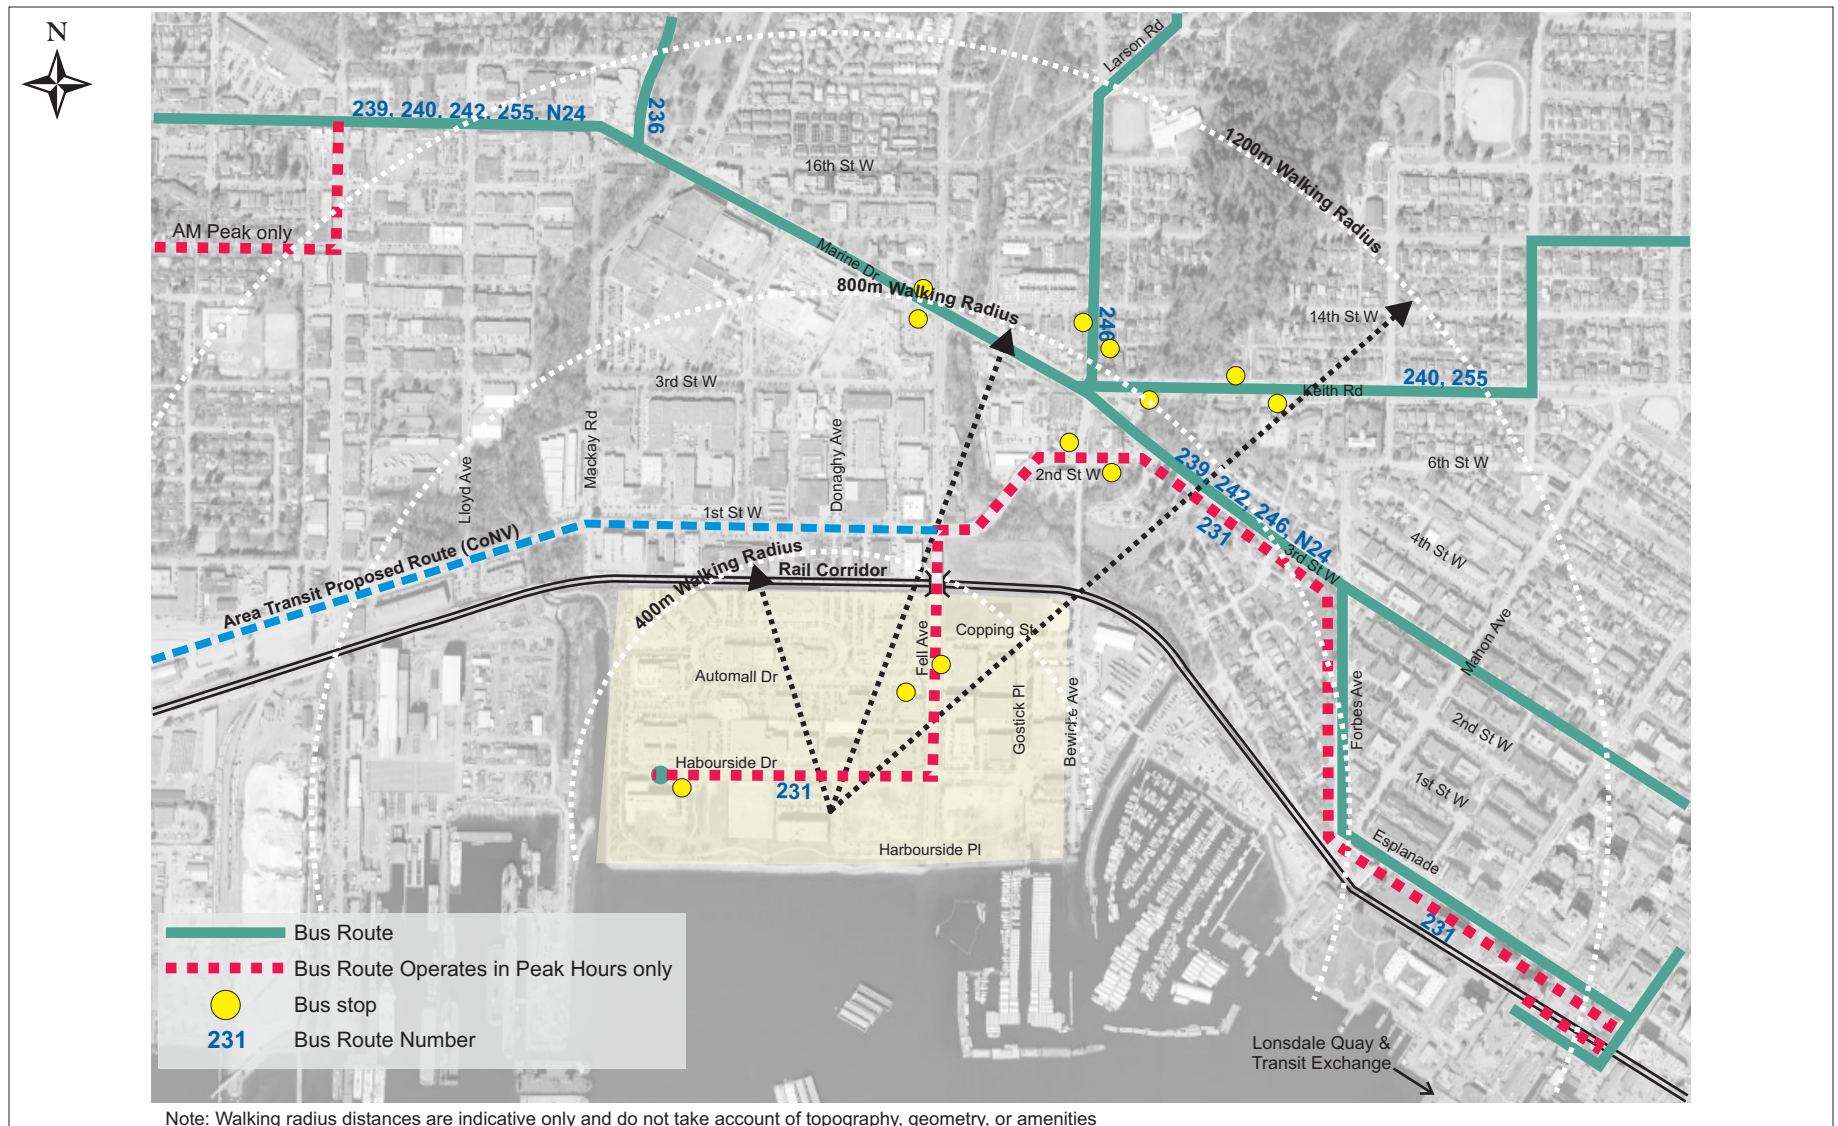 N
Larson Rd
239, 240, 242, 255, N24
236
1200m Walking Radius
16th St W
AM Peak only
Marine Dr
800m Walking Radius
246
14th St W
3rd St W
240, 255
Keith Rd
Mackay Rd
Donaghy Ave
Lloyd Ave
2nd St W
239, 242, 246, N24
6th St W
1st St W
231
3rd St W
4th St W
Area Transit Proposed Route (CoNV)
400m Walking Radius
Rail Corridor
Copping St
Fell Ave
Mahon Ave
Automall Dr
Gostick Pl
Bewicke Ave
Forbes Ave
2nd St W
Habourside Dr
231
1st St W
Harbourside Pl
Esplanade
231
Bus Route
Bus Route Operates in Peak Hours only
Bus stop
231 Bus Route Number
Lonsdale Quay &
Transit Exchange
Note: Walking radius distances are indicative only and do not take account of topography, geometry, or amenities